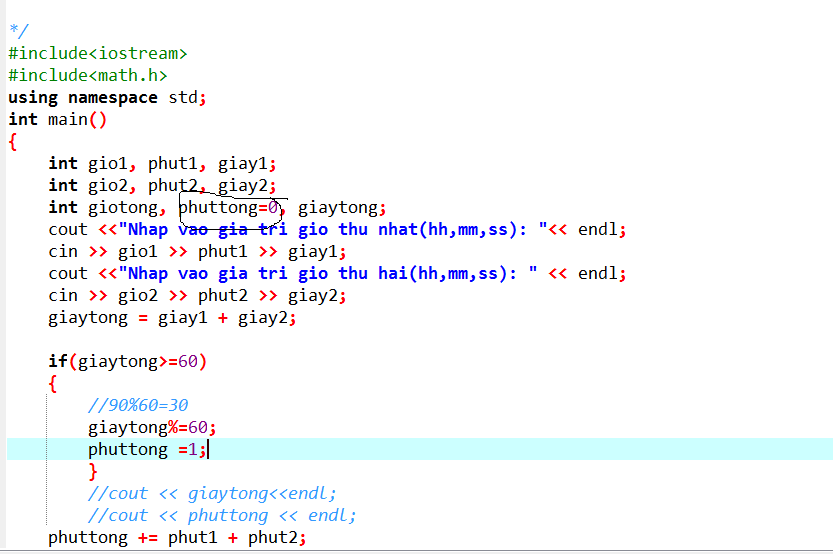 */
#include<iostream>
#include<math.h>
using namespace std;
int main()
{
int gio1, phut1, giay1;
int gio2, phut2, giay2;
int giotong, phuttong=0, giaytong;
cout <<"Nhap vao gia tri gio thu nhat(hh,mm,ss): "<< endl;
cin >> gio1 >> phut1 >> giay1;
cout <<"Nhap vao gia tri gio thu hai(hh,mm,ss): " << endl;
cin >> gio2 >> phut2 >> giay2;
giaytong = giay1 + giay2;
if(giaytong>=60)
{
//90%60=30
giaytong%=60;
phuttong =1;
}
//cout << giaytong<<endl;
//cout << phuttong << endl;
phuttong += phut1 + phut2;